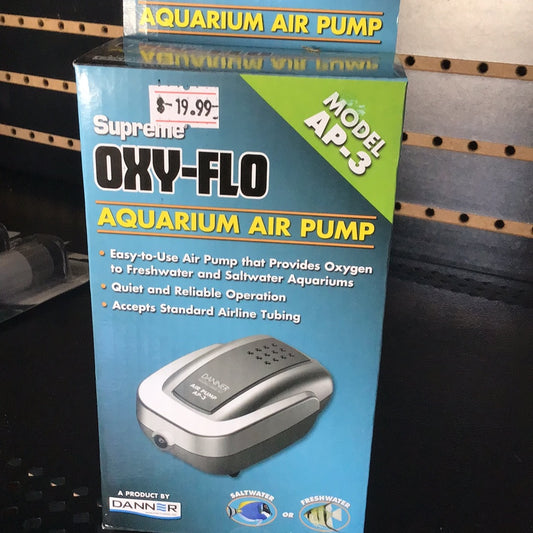 AQUARIUM AIR PUMP
$-19.99-
Supreme
MODEL
AP-3
OXY-FLO
AQUARIUM AIR PUMP
• Easy-to-Use Air Pump that Provides Oxygen
to Freshwater and Saltwater Aquariums
• Quiet and Reliable Operation
• Accepts Standard Airline Tubing
DANNER
AIR PUMP
AP-3
A PRODUCT BY
DANNER
SALTWATER
OR
FRESHWATER